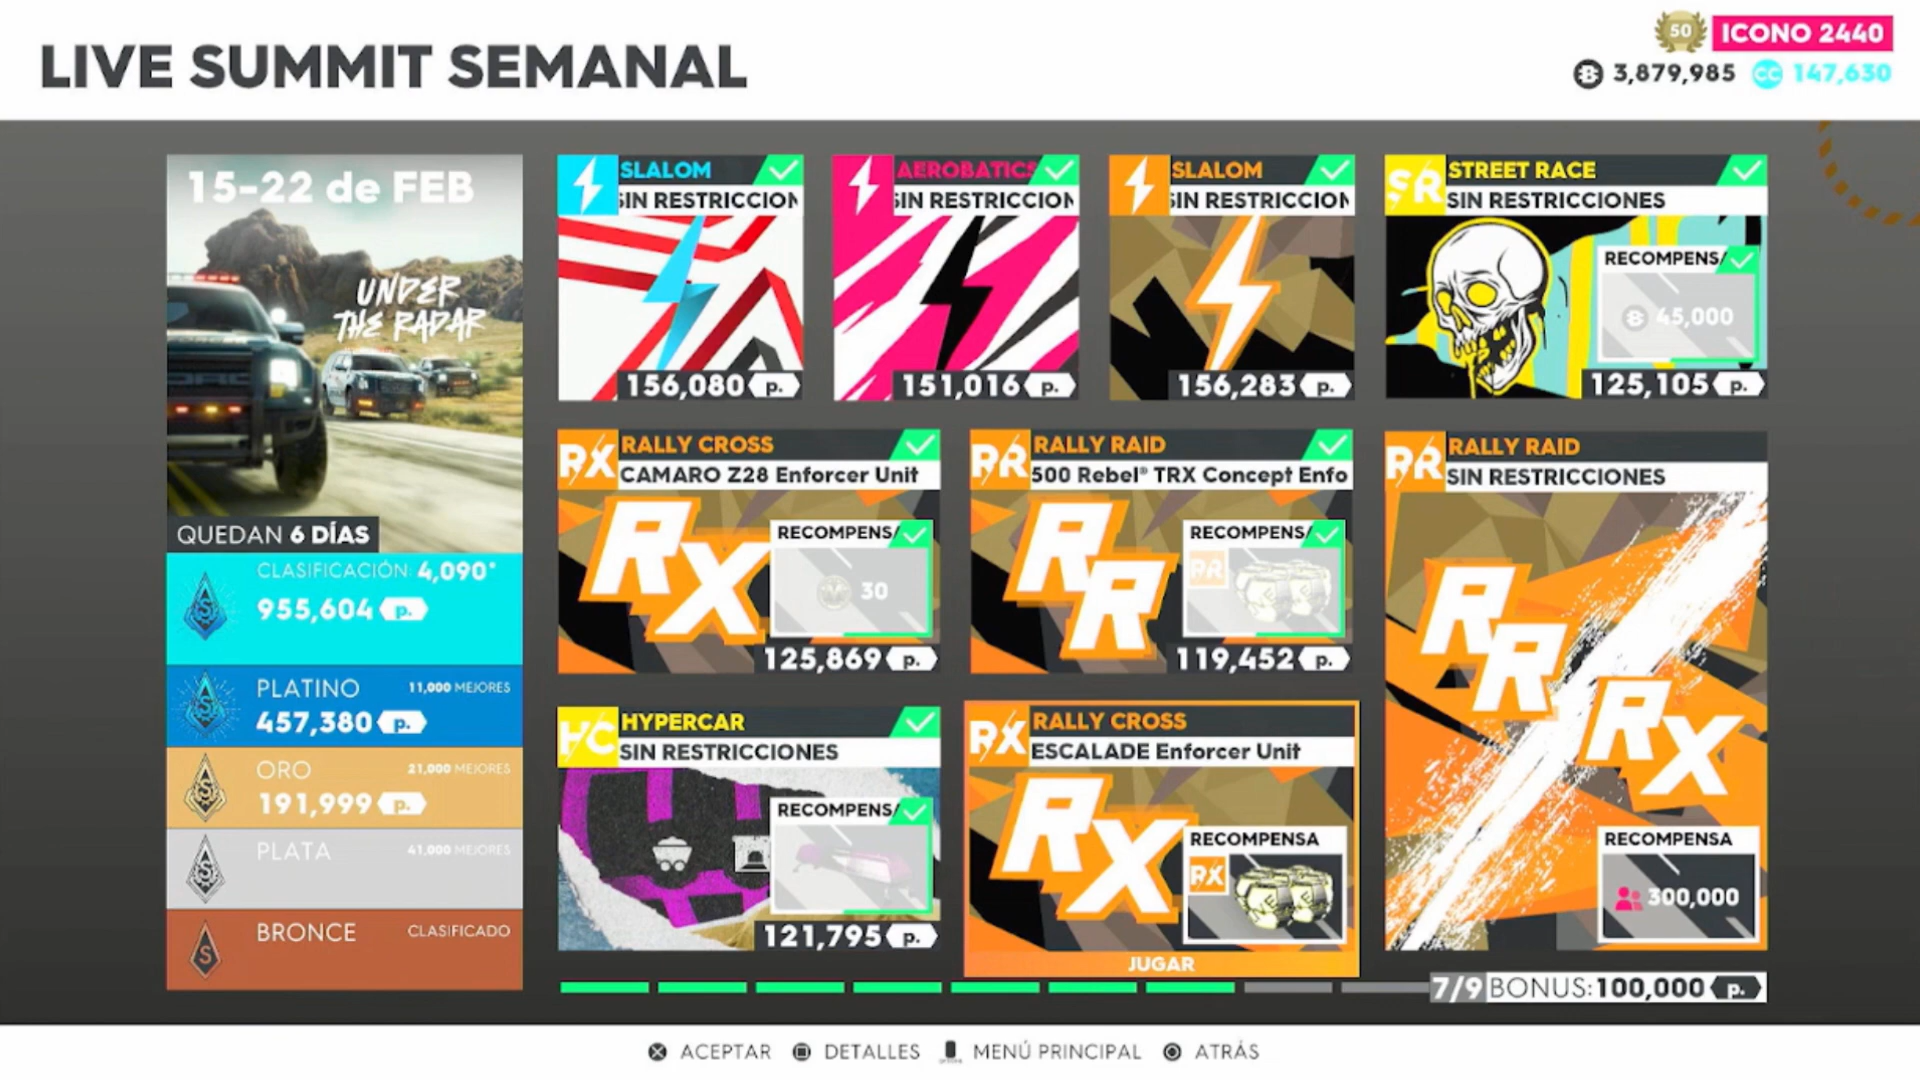 LIVE SUMMIT SEMANAL
50 ICONO 2440
3,879,985 CC 147,630
15-22 de FEB
UNDER
THE RADAR
QUEDAN 6 DÍAS
CLASIFICACIÓN: 4,090°
955,604 p.
PLATINO 11,000 MEJORES
457,380 p.
ORO 21,000 MEJORES
191,999 p.
PLATA 41,000 MEJORES
BRONCE CLASIFICADO
SLALOM
SIN RESTRICCION
156,080 p.
AEROBATICS
SIN RESTRICCION
151,016 p.
SLALOM
SIN RESTRICCION
156,283 p.
SR STREET RACE
SIN RESTRICCIONES
RECOMPENSA
45,000
125,105 p.
RX RALLY CROSS
CAMARO Z28 Enforcer Unit
RX
RECOMPENSA
30
125,869 p.
RR RALLY RAID
500 Rebel® TRX Concept Enfo
RR
RECOMPENSA
RR
119,452 p.
RR RALLY RAID
SIN RESTRICCIONES
RR
RX
RECOMPENSA
300,000
HC HYPERCAR
SIN RESTRICCIONES
RECOMPENSA
121,795 p.
RX RALLY CROSS
ESCALADE Enforcer Unit
RX
RECOMPENSA
RX
JUGAR
7/9 BONUS: 100,000 p.
ACEPTAR DETALLES MENÚ PRINCIPAL ATRÁS